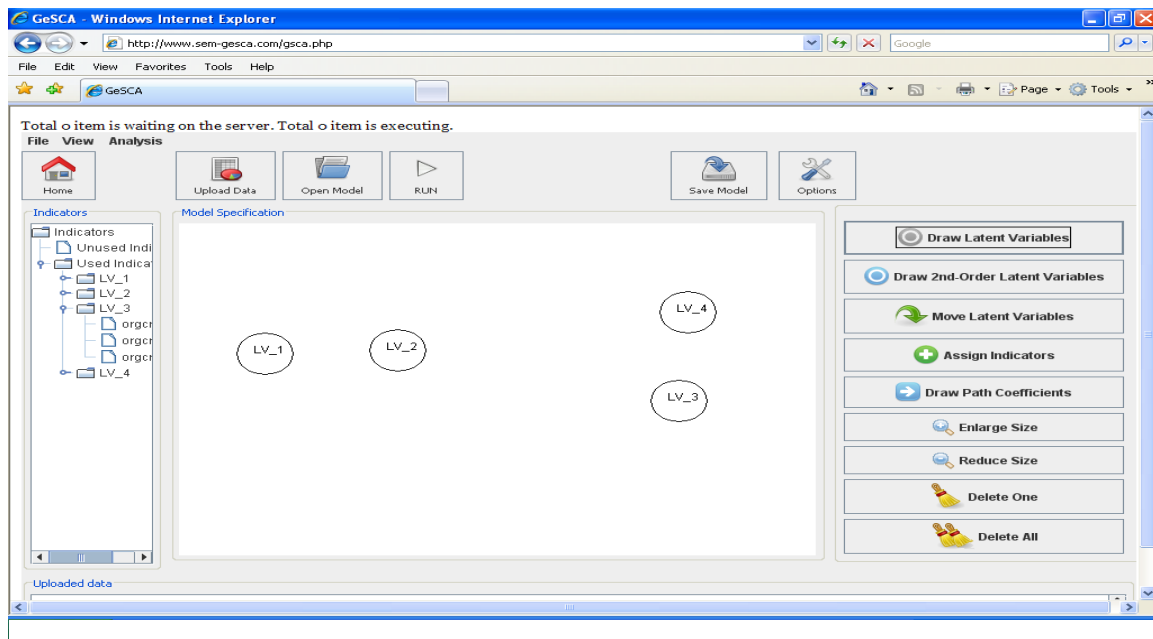 GeSCA - Windows Internet Explorer
http://www.sem-gesca.com/gsca.php
Google
File Edit View Favorites Tools Help
GeSCA
Page Tools
Total 0 item is waiting on the server. Total 0 item is executing.
File View Analysis
Home
Upload Data
Open Model
RUN
Save Model
Options
Indicators
Indicators
Unused Indi
Used Indica
LV_1
LV_2
LV_3
orgcr
orgcr
orgcr
LV_4
Model Specification
LV_1
LV_2
LV_4
LV_3
Draw Latent Variables
Draw 2nd-Order Latent Variables
Move Latent Variables
Assign Indicators
Draw Path Coefficients
Enlarge Size
Reduce Size
Delete One
Delete All
Uploaded data